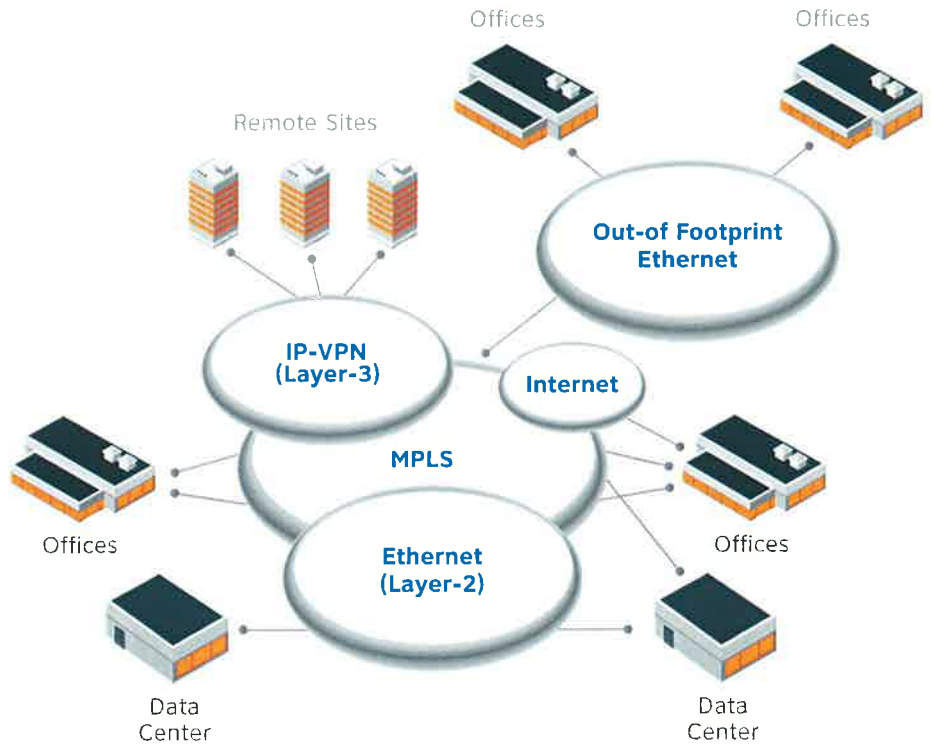 Offices
Offices
Remote Sites
Out-of Footprint
Ethernet
IP-VPN
(Layer-3)
Internet
MPLS
Offices
Offices
Ethernet
(Layer-2)
Data
Center
Data
Center